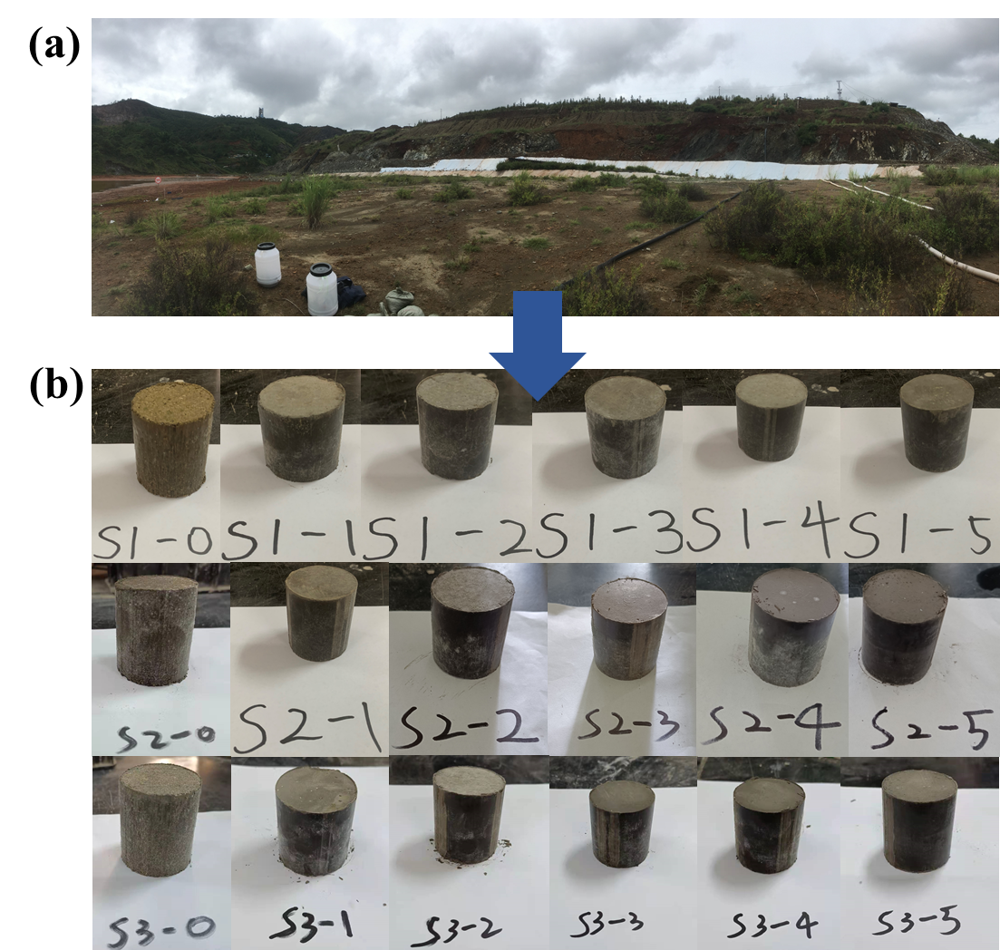 (a)
(b)
S1-0 S1-1 S1-2 S1-3 S1-4 S1-5
S2-0 S2-1 S2-2 S2-3 S2-4 S2-5
S3-0 S3-1 S3-2 S3-3 S3-4 S3-5